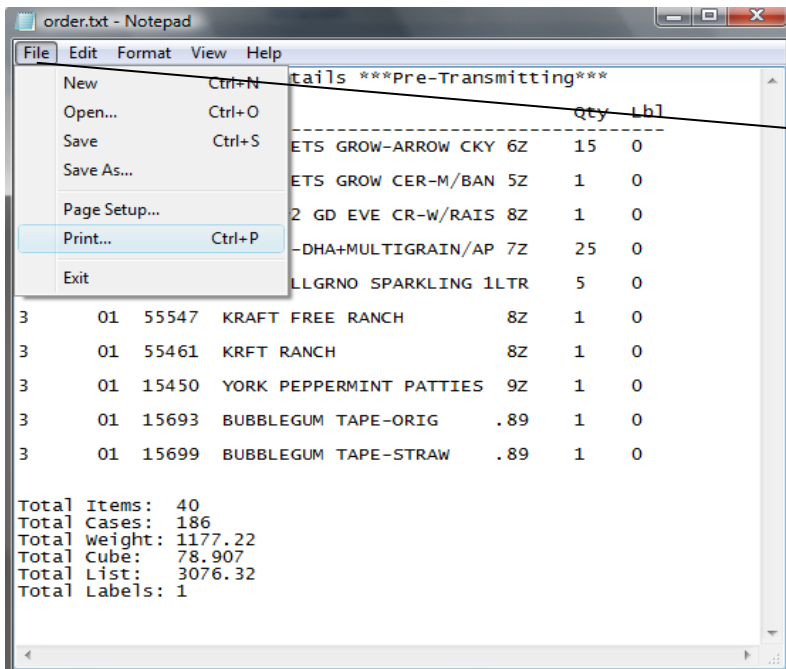 order.txt - Notepad
File Edit Format View Help
New Ctrl+N
Open... Ctrl+O
Save Ctrl+S
Save As...
Page Setup...
Print... Ctrl+P
Exit
tails ***Pre-Transmitting***
Qty Lbl
--------------------------------
ETS GROW-ARROW CKY 6Z 15 0
ETS GROW CER-M/BAN 5Z 1 0
2 GD EVE CR-W/RAIS 8Z 1 0
-DHA+MULTIGRAIN/AP 7Z 25 0
LLGRNO SPARKLING 1LTR 5 0
3 01 55547 KRAFT FREE RANCH 8Z 1 0
3 01 55461 KRFT RANCH 8Z 1 0
3 01 15450 YORK PEPPERMINT PATTIES 9Z 1 0
3 01 15693 BUBBLEGUM TAPE-ORIG .89 1 0
3 01 15699 BUBBLEGUM TAPE-STRAW .89 1 0
Total Items: 40
Total Cases: 186
Total Weight: 1177.22
Total Cube: 78.907
Total List: 3076.32
Total Labels: 1